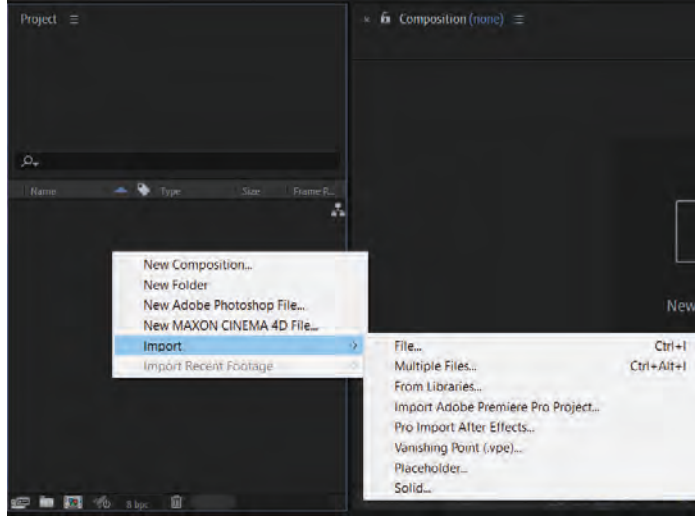 Project
Composition (none)
Name Type Size Frame R...
New Composition...
New Folder
New Adobe Photoshop File...
New MAXON CINEMA 4D File...
Import
Import Recent Footage
New
File... Ctrl+I
Multiple Files... Ctrl+Alt+I
From Libraries...
Import Adobe Premiere Pro Project...
Pro Import After Effects...
Vanishing Point (.vpe)...
Placeholder...
Solid...
8 bpc